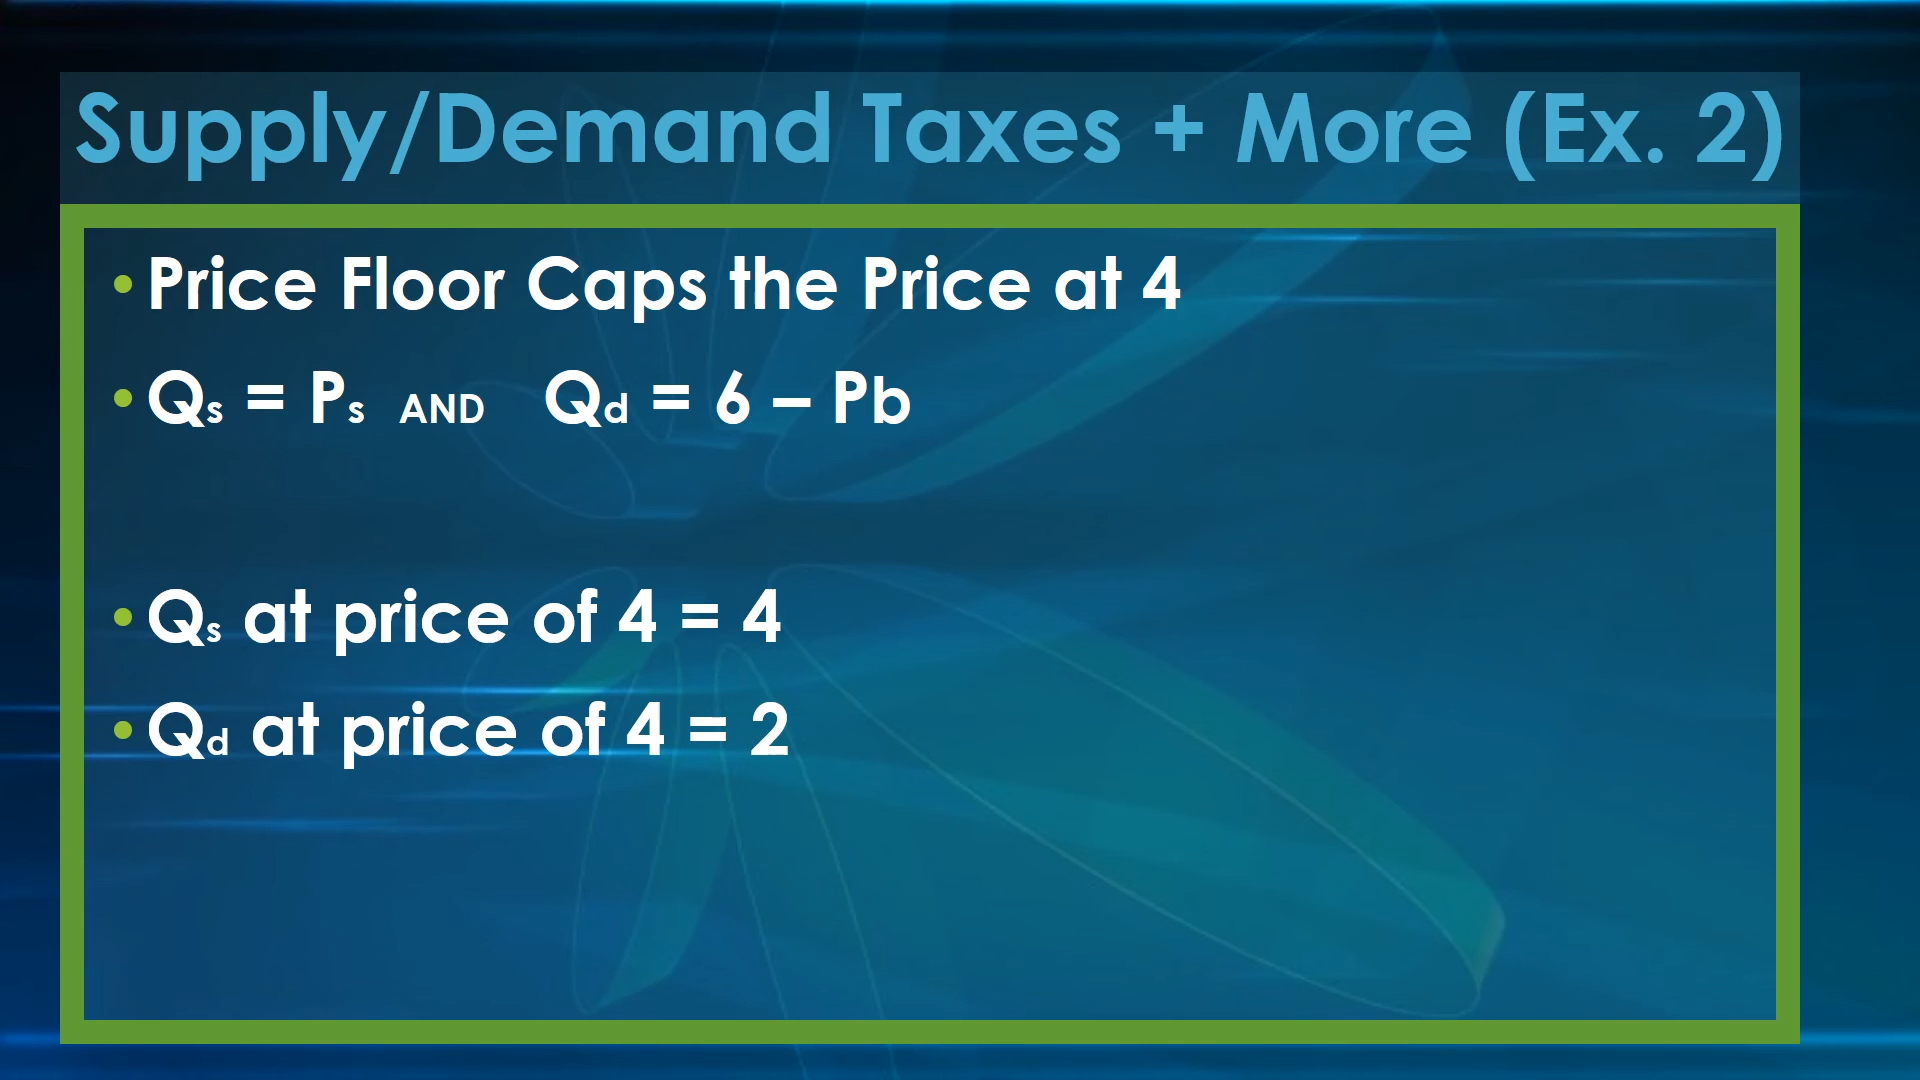 Supply/Demand Taxes + More (Ex. 2)
• Price Floor Caps the Price at 4
• Qs = Ps AND Qd = 6 – Pb
• Qs at price of 4 = 4
• Qd at price of 4 = 2